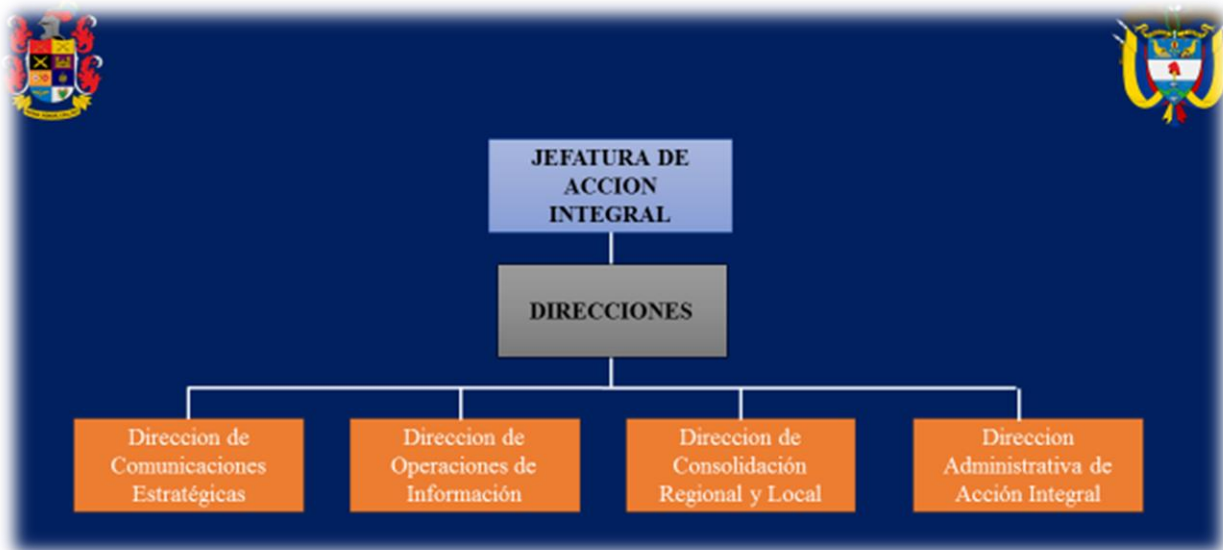 JEFATURA DE
ACCION
INTEGRAL
DIRECCIONES
Direccion de
Comunicaciones
Estratégicas
Direccion de
Operaciones de
Información
Direccion de
Consolidación
Regional y Local
Direccion
Administrativa de
Acción Integral